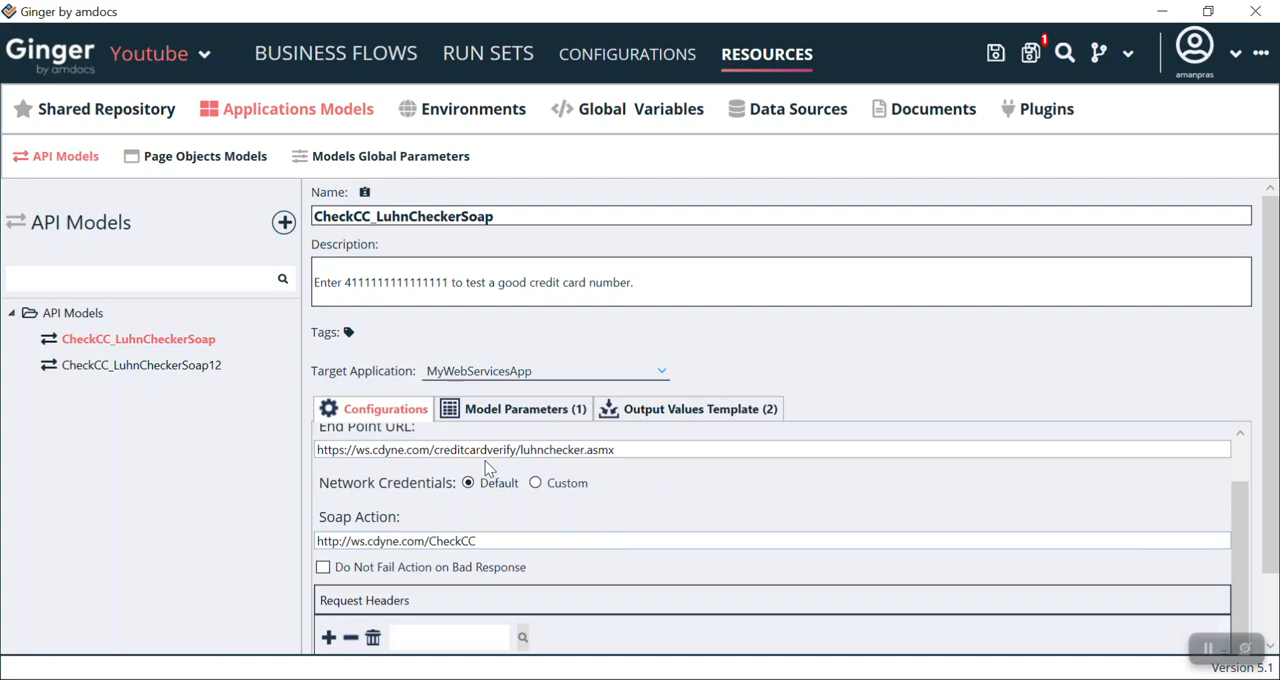 Ginger by amdocs
Ginger by amdocs Youtube BUSINESS FLOWS RUN SETS CONFIGURATIONS RESOURCES 1 amanpras
Shared Repository Applications Models Environments Global Variables Data Sources Documents Plugins
API Models Page Objects Models Models Global Parameters
API Models
API Models
CheckCC_LuhnCheckerSoap
CheckCC_LuhnCheckerSoap12
Name:
CheckCC_LuhnCheckerSoap
Description:
Enter 4111111111111111 to test a good credit card number.
Tags:
Target Application: MyWebServicesApp
Configurations Model Parameters (1) Output Values Template (2)
End Point URL:
https://ws.cdyne.com/creditcardverify/luhnchecker.asmx
Network Credentials: Default Custom
Soap Action:
http://ws.cdyne.com/CheckCC
Do Not Fail Action on Bad Response
Request Headers
Version 5.1